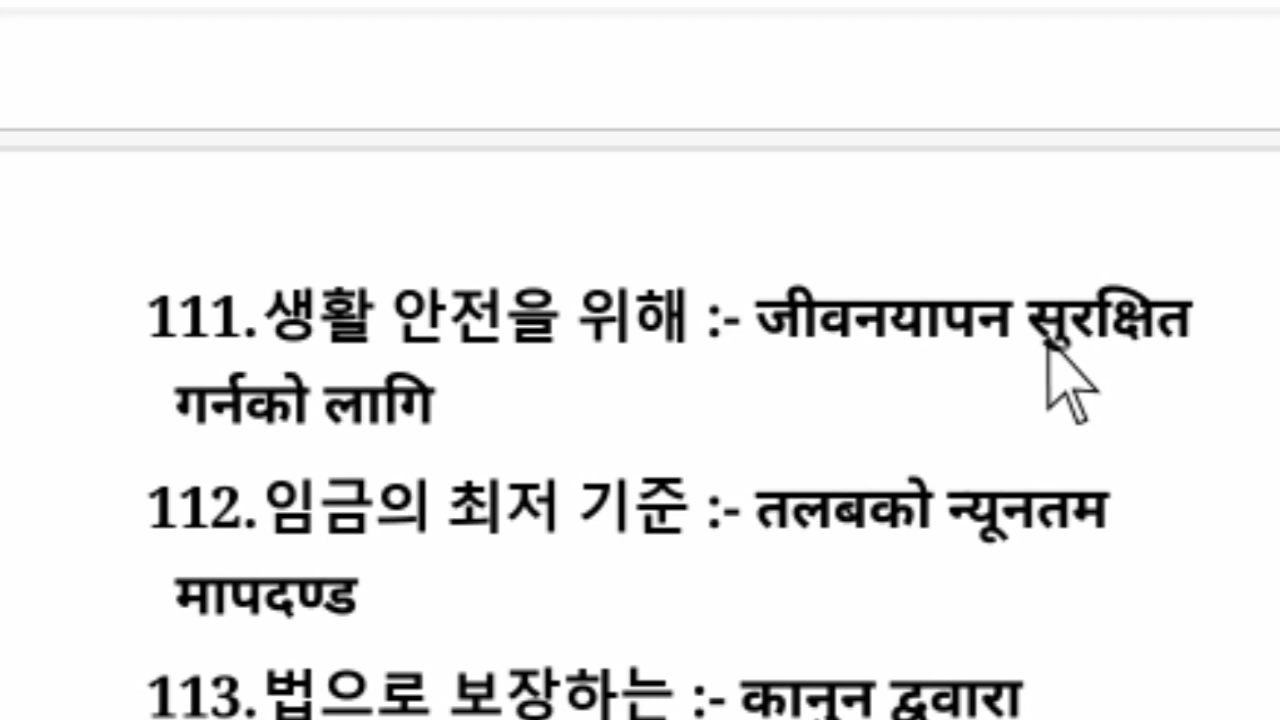 111.생활 안전을 위해 :- जीवनयापन सुरक्षित
गर्नको लागि
112.임금의 최저 기준 :- तलबको न्यूनतम
मापदण्ड
113.법으로 보장하는 :- कानुन द्ववारा